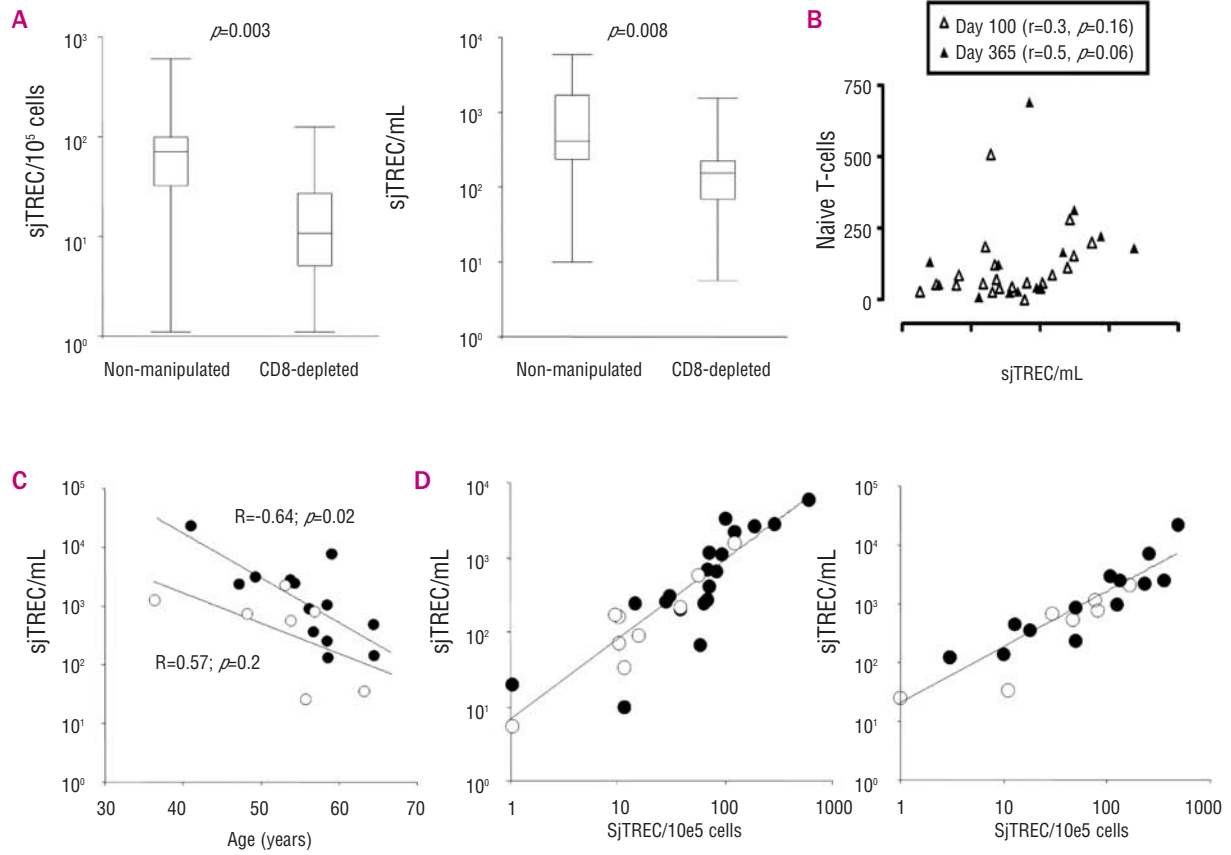 A
p=0.003
sjTREC/10⁵ cells
10³
10²
10¹
10⁰
Non-manipulated
CD8-depleted
p=0.008
sjTREC/mL
10⁴
10³
10²
10¹
10⁰
Non-manipulated
CD8-depleted
B
Day 100 (r=0.3, p=0.16)
Day 365 (r=0.5, p=0.06)
Naive T-cells
750
500
250
0
sjTREC/mL
C
sjTREC/mL
10⁵
10⁴
10³
10²
10¹
10⁰
R=-0.64; p=0.02
R=0.57; p=0.2
30
40
50
60
70
Age (years)
D
sjTREC/mL
10⁴
10³
10²
10¹
10⁰
1
10
100
1000
SjTREC/10e5 cells
sjTREC/mL
10⁵
10⁴
10³
10²
10¹
10⁰
1
10
100
1000
SjTREC/10e5 cells